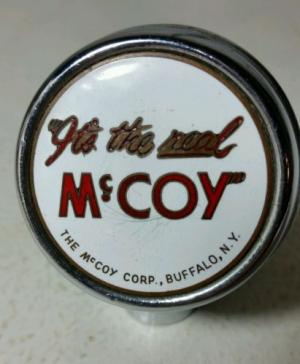 "It's the real
McCOY"
THE McCOY CORP., BUFFALO, N.Y.